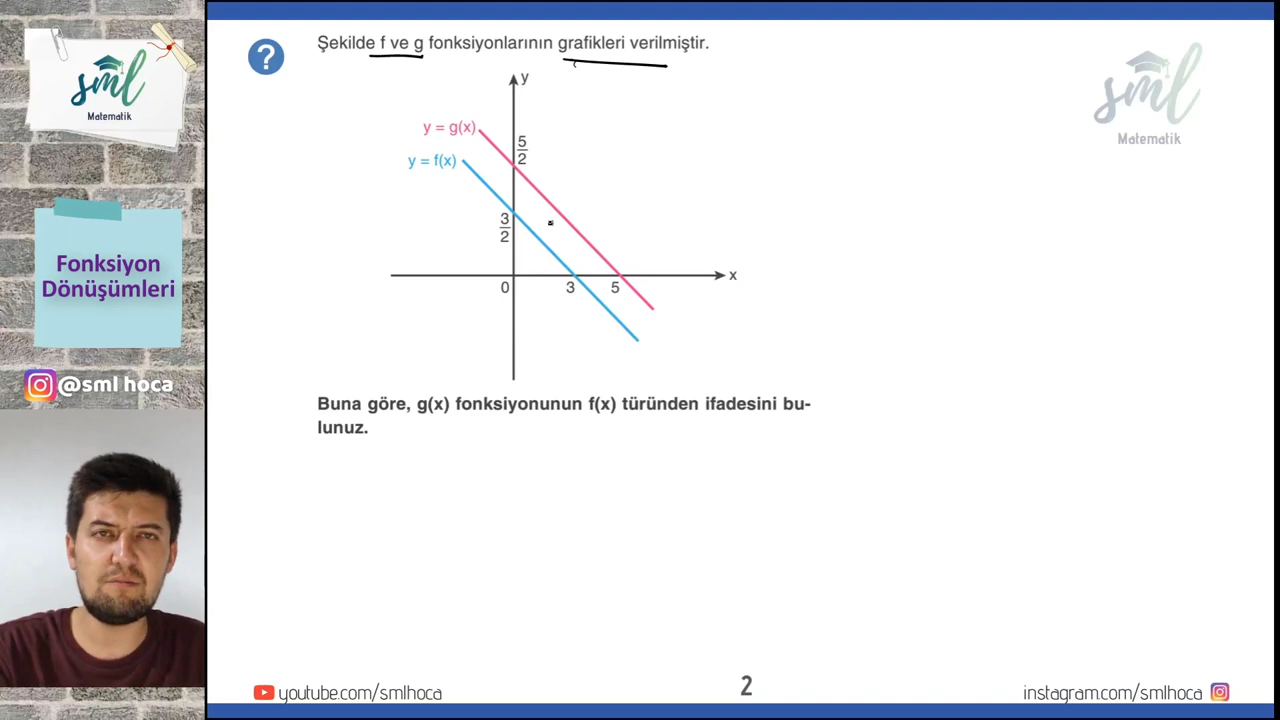 sml
Matematik
Fonksiyon
Dönüşümleri
@sml hoca
?
Şekilde f ve g fonksiyonlarının grafikleri verilmiştir.
y
y = g(x)
5
2
y = f(x)
3
2
x
0
3
5
Buna göre, g(x) fonksiyonunun f(x) türünden ifadesini bu-
lunuz.
sml
Matematik
youtube.com/smlhoca
2
instagram.com/smlhoca